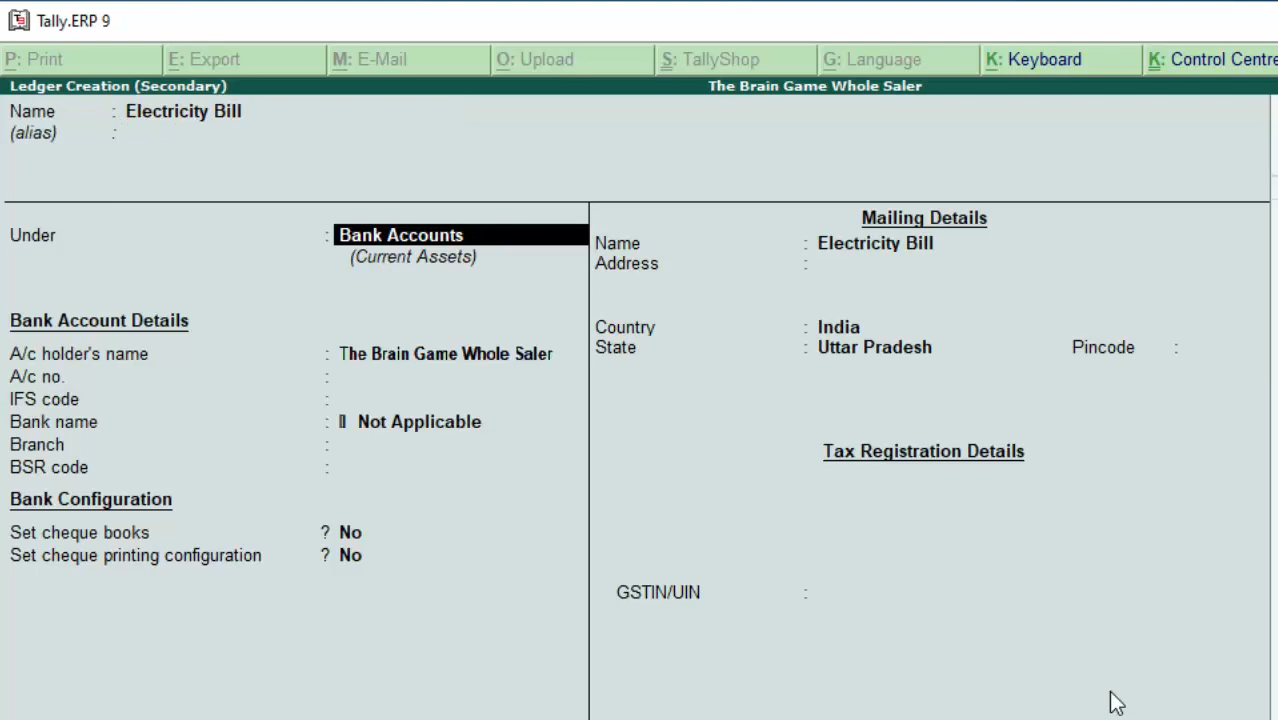 Tally.ERP 9
P: Print E: Export M: E-Mail O: Upload S: TallyShop G: Language K: Keyboard K: Control Centre
Ledger Creation (Secondary) The Brain Game Whole Saler
Name : Electricity Bill
(alias) :
Under : Bank Accounts
(Current Assets)
Bank Account Details
A/c holder's name : The Brain Game Whole Saler
A/c no. :
IFS code :
Bank name : Not Applicable
Branch :
BSR code :
Bank Configuration
Set cheque books ? No
Set cheque printing configuration ? No
Mailing Details
Name : Electricity Bill
Address :
Country : India
State : Uttar Pradesh Pincode :
Tax Registration Details
GSTIN/UIN :